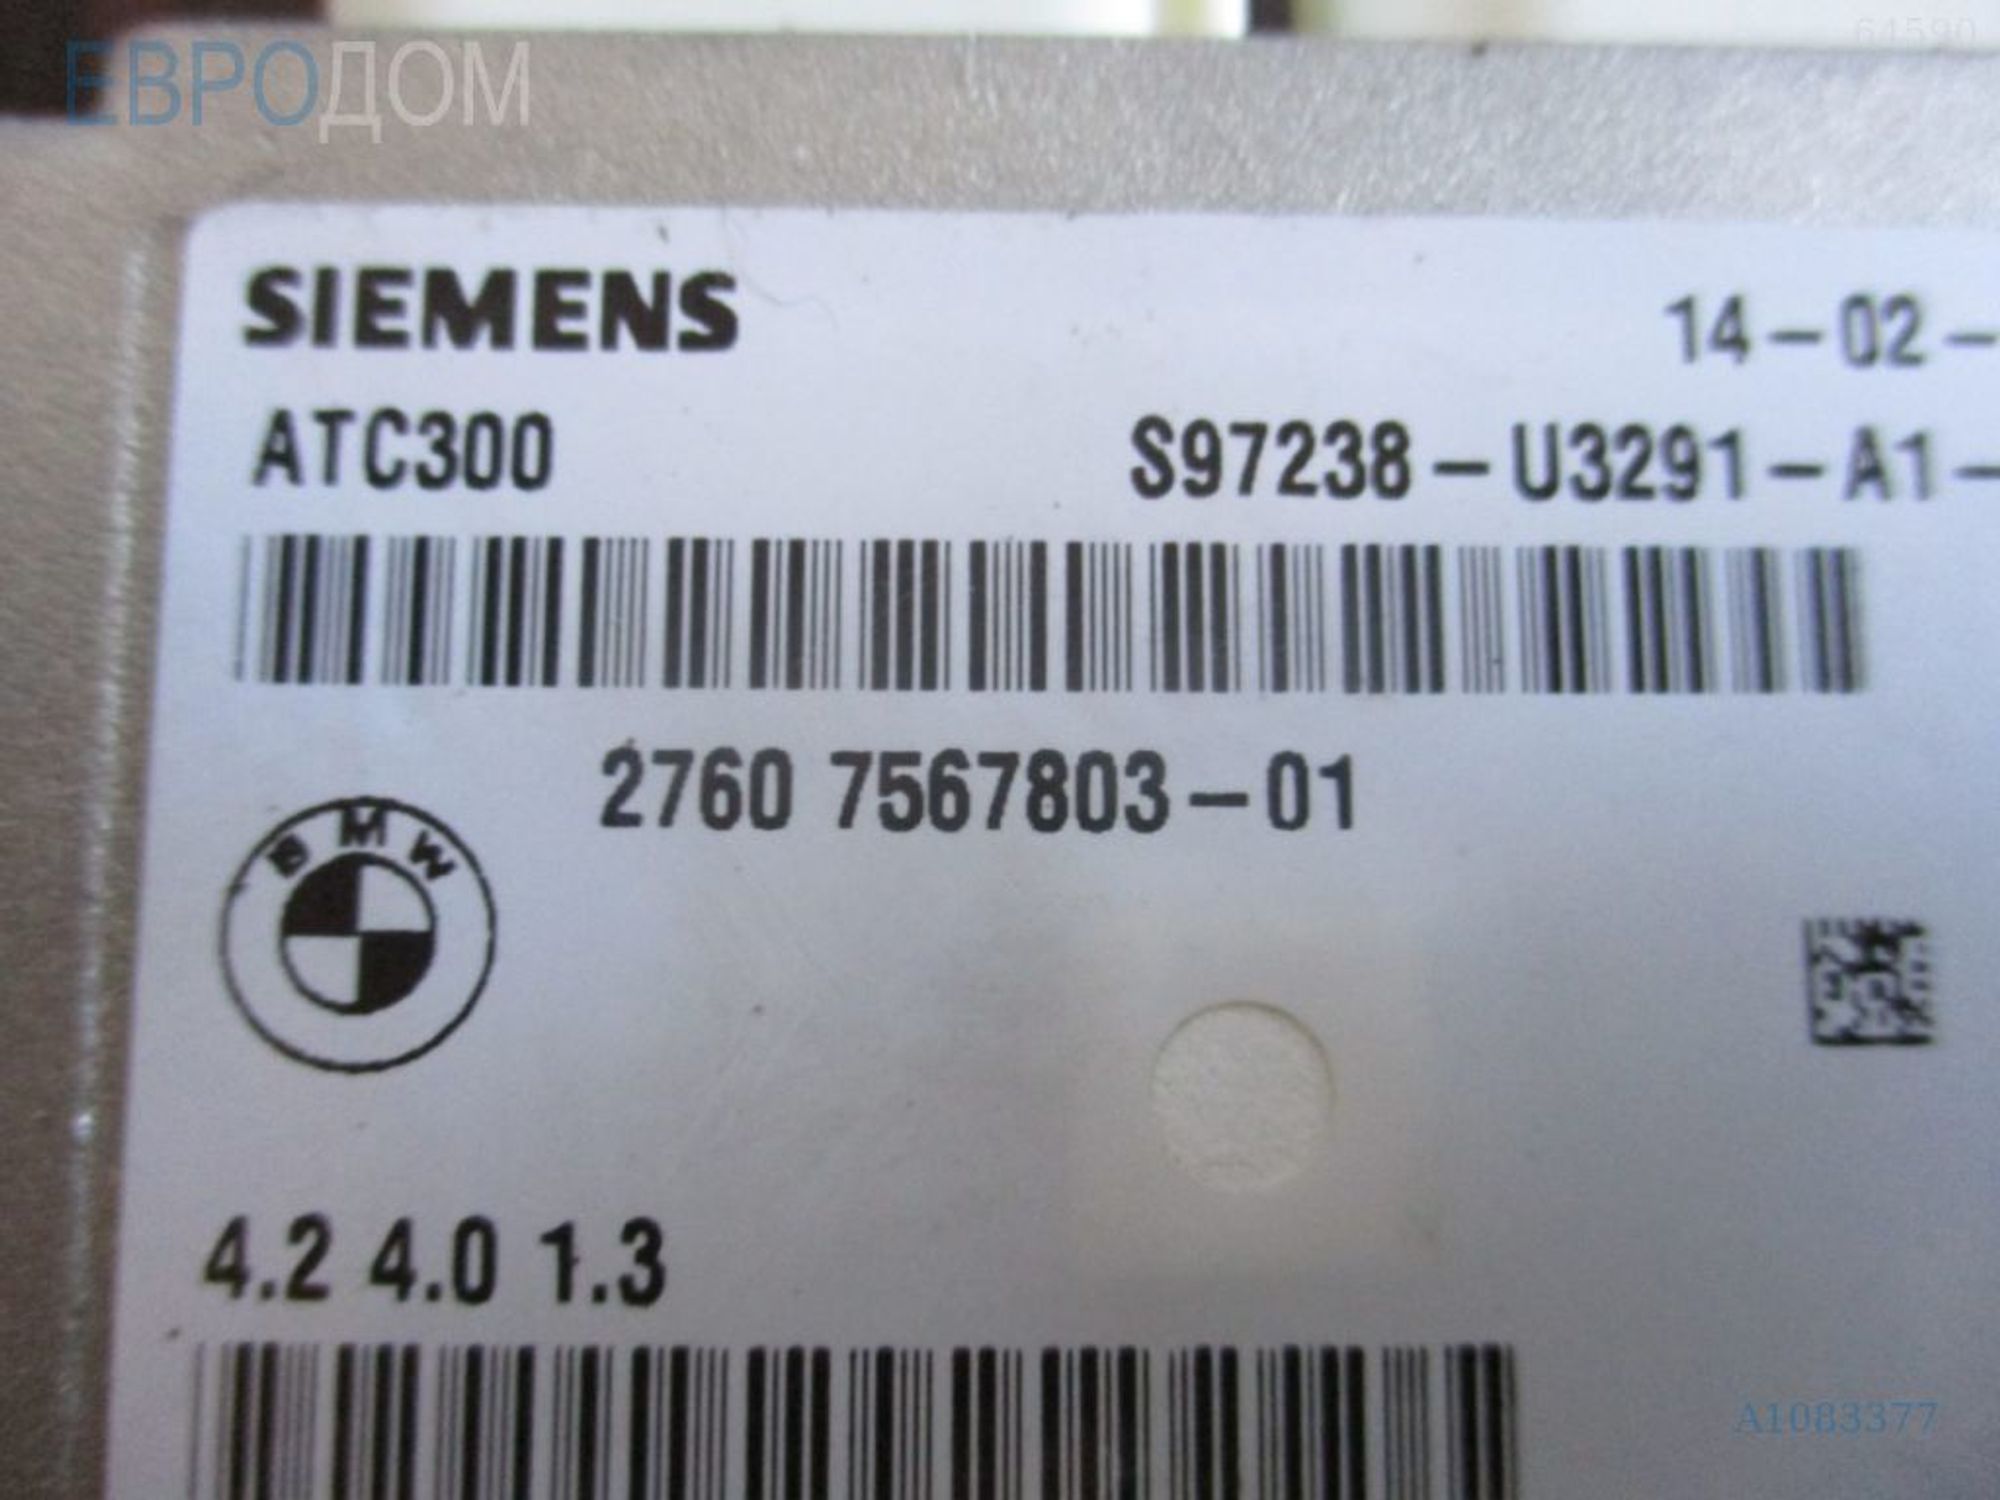 64590
ЕВРОДОМ
SIEMENS
14-02-
ATC300
S97238-U3291-A1-
2760 7567803-01
BMW
4.2 4.0 1.3
A1083377